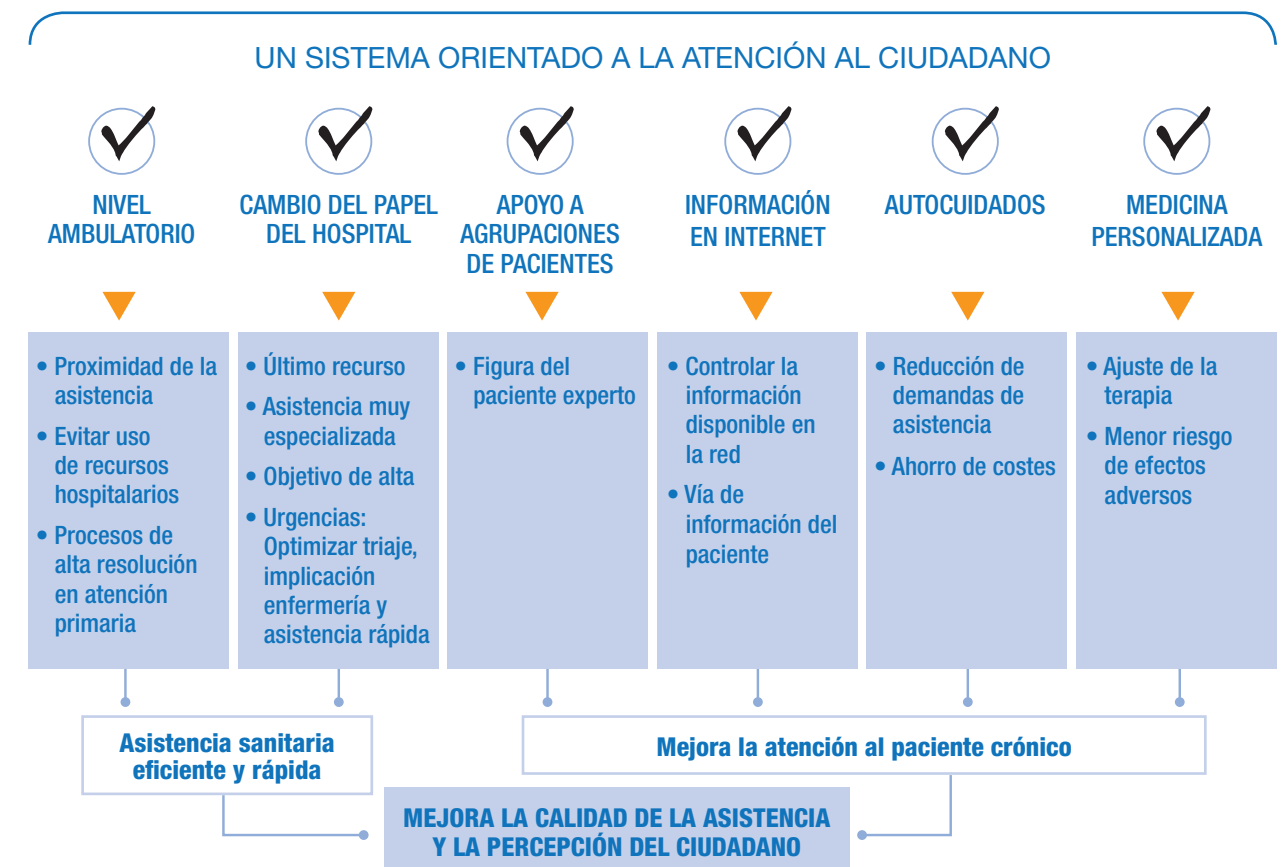 UN SISTEMA ORIENTADO A LA ATENCIÓN AL CIUDADANO
NIVEL
AMBULATORIO
• Proximidad de la
asistencia
• Evitar uso
de recursos
hospitalarios
• Procesos de
alta resolución
en atención
primaria
CAMBIO DEL PAPEL
DEL HOSPITAL
• Último recurso
• Asistencia muy
especializada
• Objetivo de alta
• Urgencias:
Optimizar triaje,
implicación
enfermería y
asistencia rápida
APOYO A
AGRUPACIONES
DE PACIENTES
• Figura del
paciente experto
INFORMACIÓN
EN INTERNET
• Controlar la
información
disponible en
la red
• Vía de
información del
paciente
AUTOCUIDADOS
• Reducción de
demandas de
asistencia
• Ahorro de costes
MEDICINA
PERSONALIZADA
• Ajuste de la
terapia
• Menor riesgo
de efectos
adversos
Asistencia sanitaria
eficiente y rápida
Mejora la atención al paciente crónico
MEJORA LA CALIDAD DE LA ASISTENCIA
Y LA PERCEPCIÓN DEL CIUDADANO